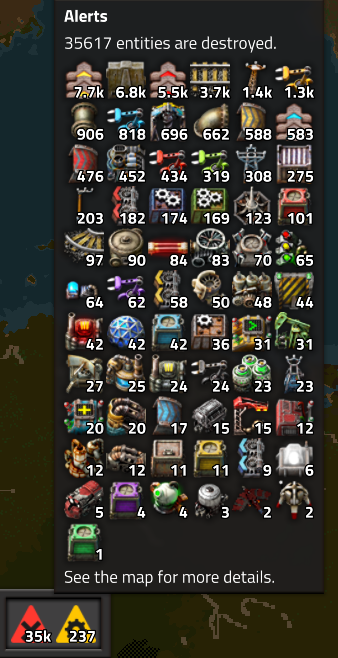 Alerts
35617 entities are destroyed.
7.7k 6.8k 5.5k 3.7k 1.4k 1.3k
906 818 696 662 588 583
476 452 434 319 308 275
203 182 174 169 123 101
97 90 84 83 70 65
64 62 58 50 48 44
42 42 42 36 31 31
27 25 24 24 23 23
20 20 17 15 15 12
12 12 11 11 9 6
5 4 4 3 2 2
1
See the map for more details.
35k 237